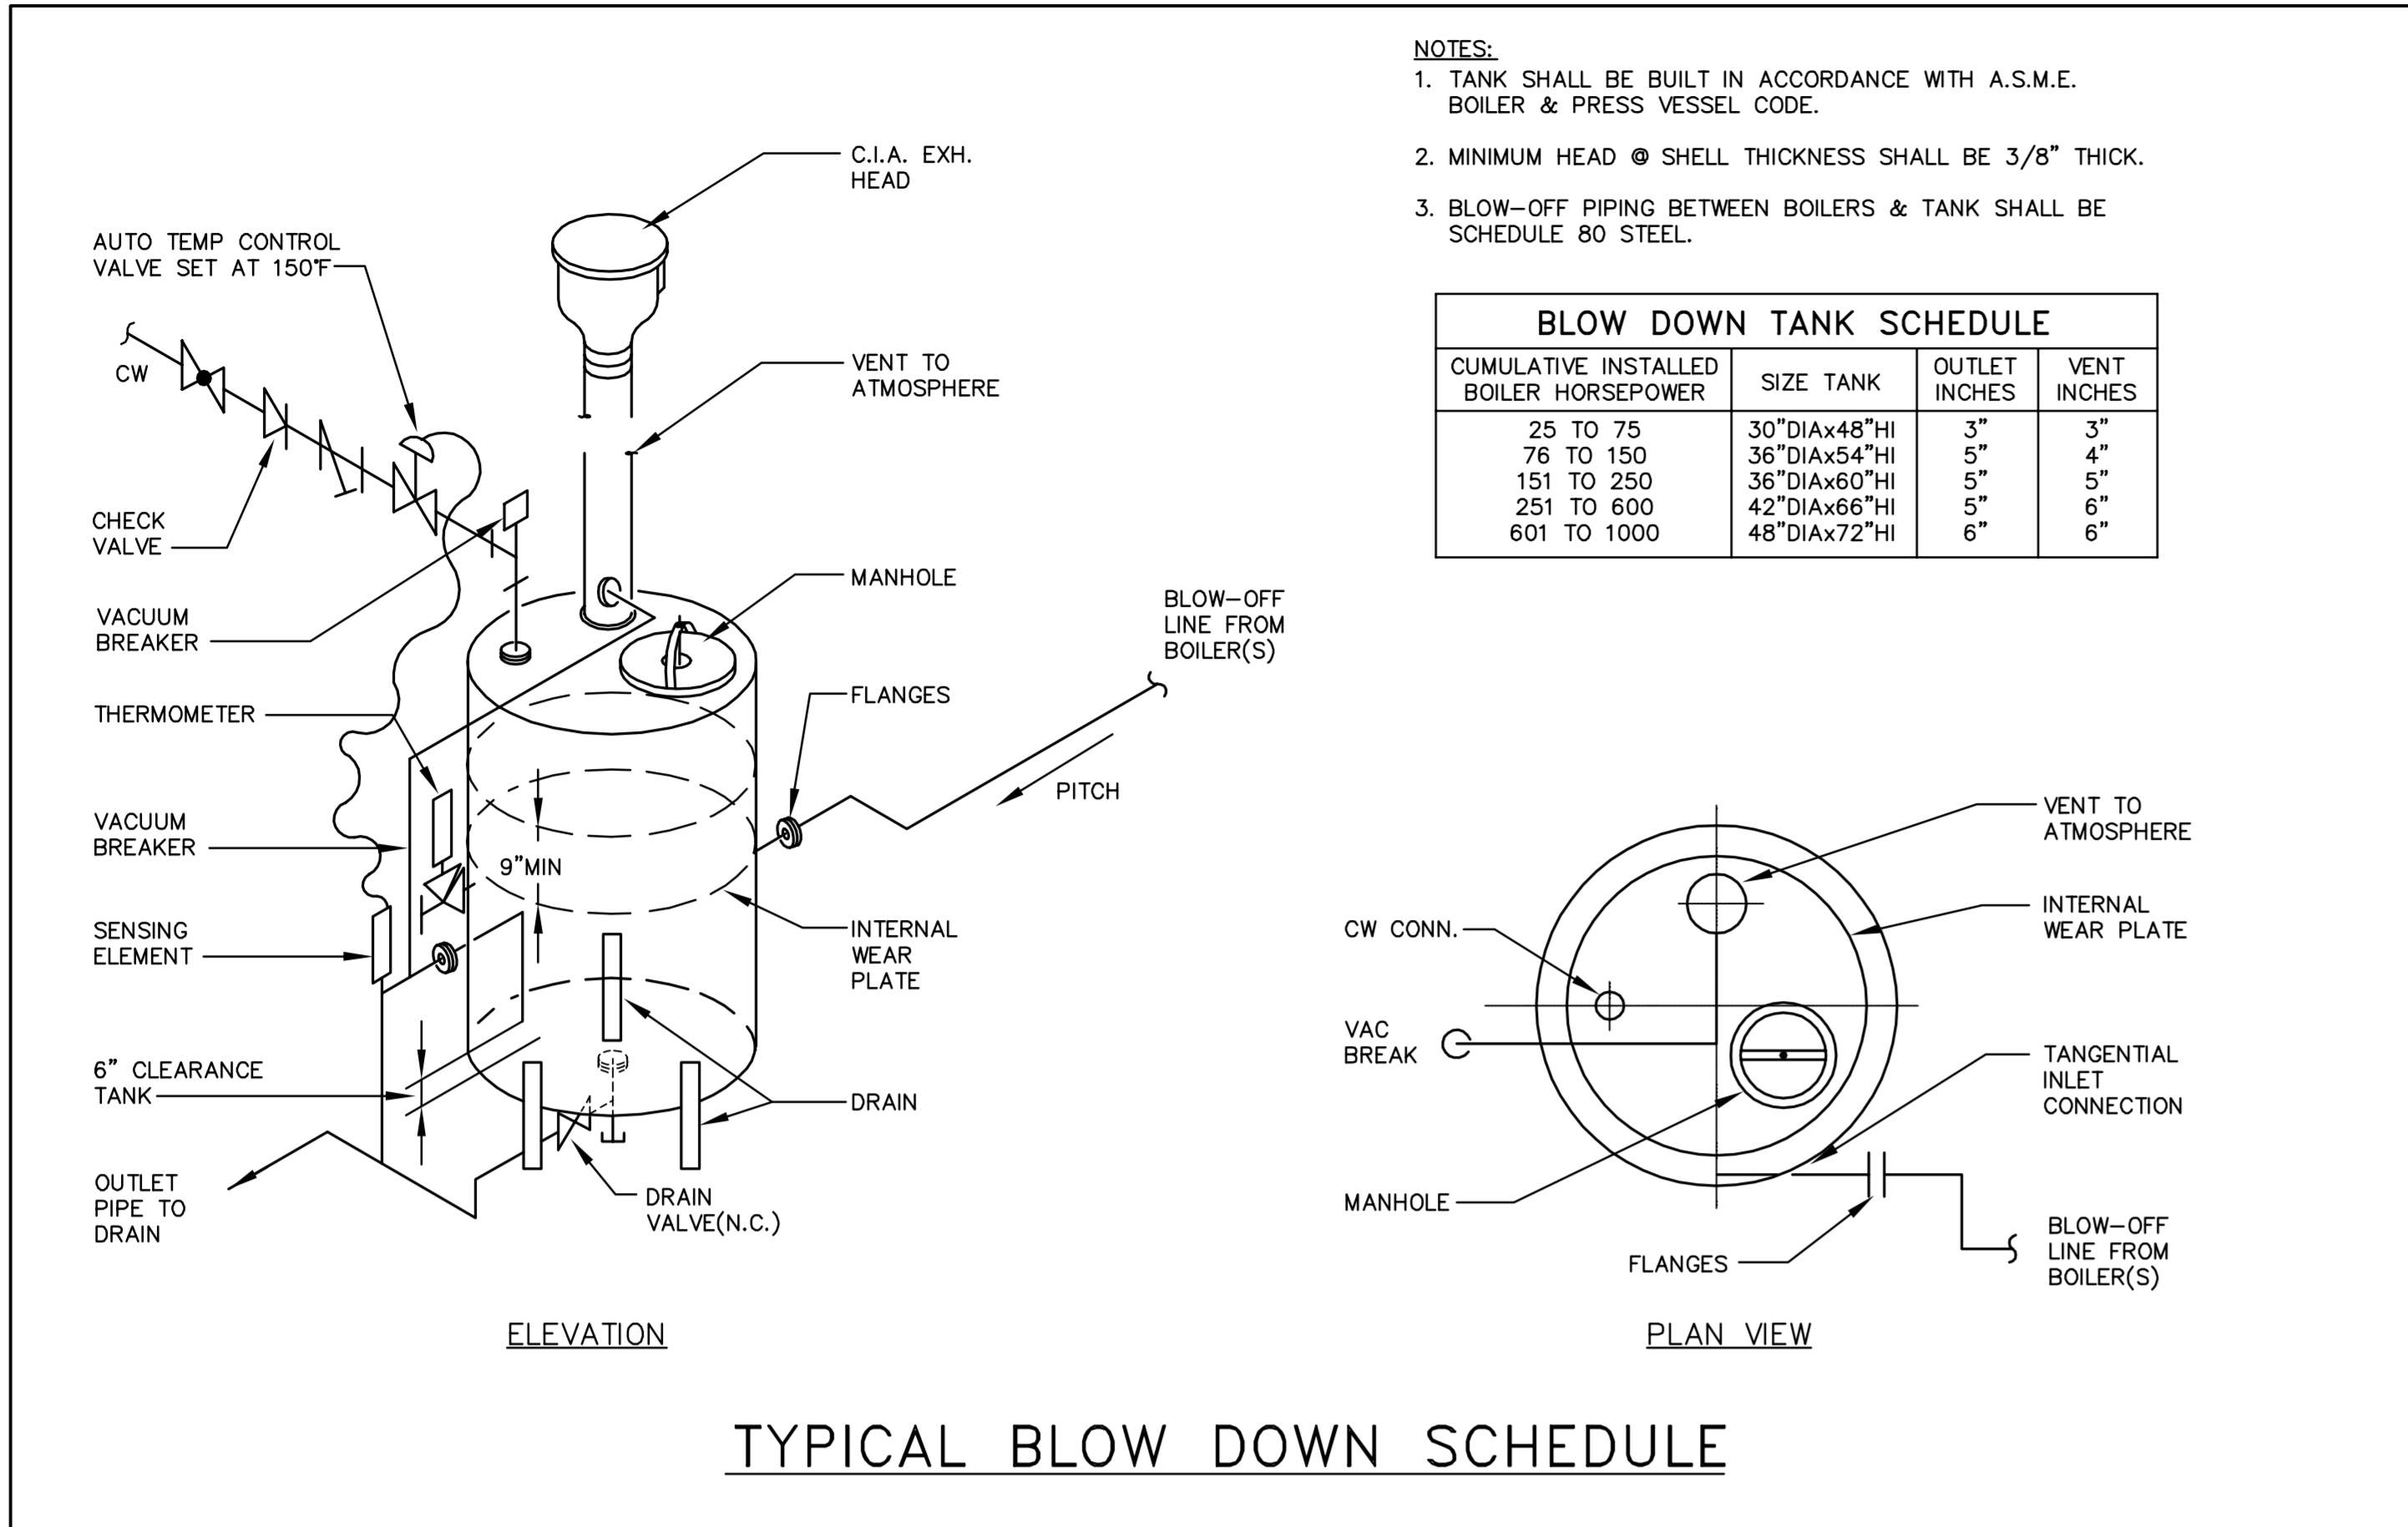 NOTES:
1. TANK SHALL BE BUILT IN ACCORDANCE WITH A.S.M.E.
BOILER & PRESS VESSEL CODE.
2. MINIMUM HEAD @ SHELL THICKNESS SHALL BE 3/8" THICK.
3. BLOW-OFF PIPING BETWEEN BOILERS & TANK SHALL BE
SCHEDULE 80 STEEL.
BLOW DOWN TANK SCHEDULE
CUMULATIVE INSTALLED
BOILER HORSEPOWER
SIZE TANK
OUTLET
INCHES
VENT
INCHES
25 TO 75 30"DIAx48"HI 3" 3"
76 TO 150 36"DIAx54"HI 5" 4"
151 TO 250 36"DIAx60"HI 5" 5"
251 TO 600 42"DIAx66"HI 5" 6"
601 TO 1000 48"DIAx72"HI 6" 6"
C.I.A. EXH.
HEAD
AUTO TEMP CONTROL
VALVE SET AT 150°F
CW
VENT TO
ATMOSPHERE
CHECK
VALVE
MANHOLE
VACUUM
BREAKER
BLOW-OFF
LINE FROM
BOILER(S)
FLANGES
THERMOMETER
PITCH
VACUUM
BREAKER
9"MIN
SENSING
ELEMENT
INTERNAL
WEAR
PLATE
6" CLEARANCE
TANK
DRAIN
OUTLET
PIPE TO
DRAIN
DRAIN
VALVE(N.C.)
ELEVATION
VENT TO
ATMOSPHERE
CW CONN.
INTERNAL
WEAR PLATE
VAC
BREAK
TANGENTIAL
INLET
CONNECTION
MANHOLE
FLANGES
BLOW-OFF
LINE FROM
BOILER(S)
PLAN VIEW
TYPICAL BLOW DOWN SCHEDULE